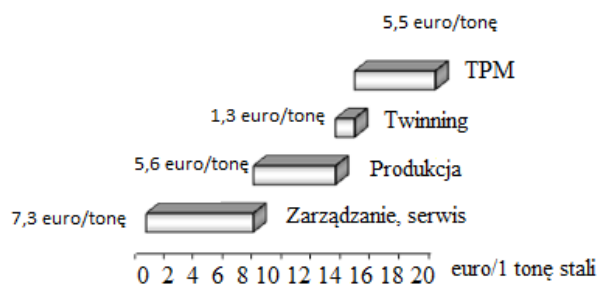 5,5 euro/tonę
TPM
1,3 euro/tonę Twinning
5,6 euro/tonę Produkcja
7,3 euro/tonę Zarządzanie, serwis
0 2 4 6 8 10 12 14 16 18 20 euro/1 tonę stali